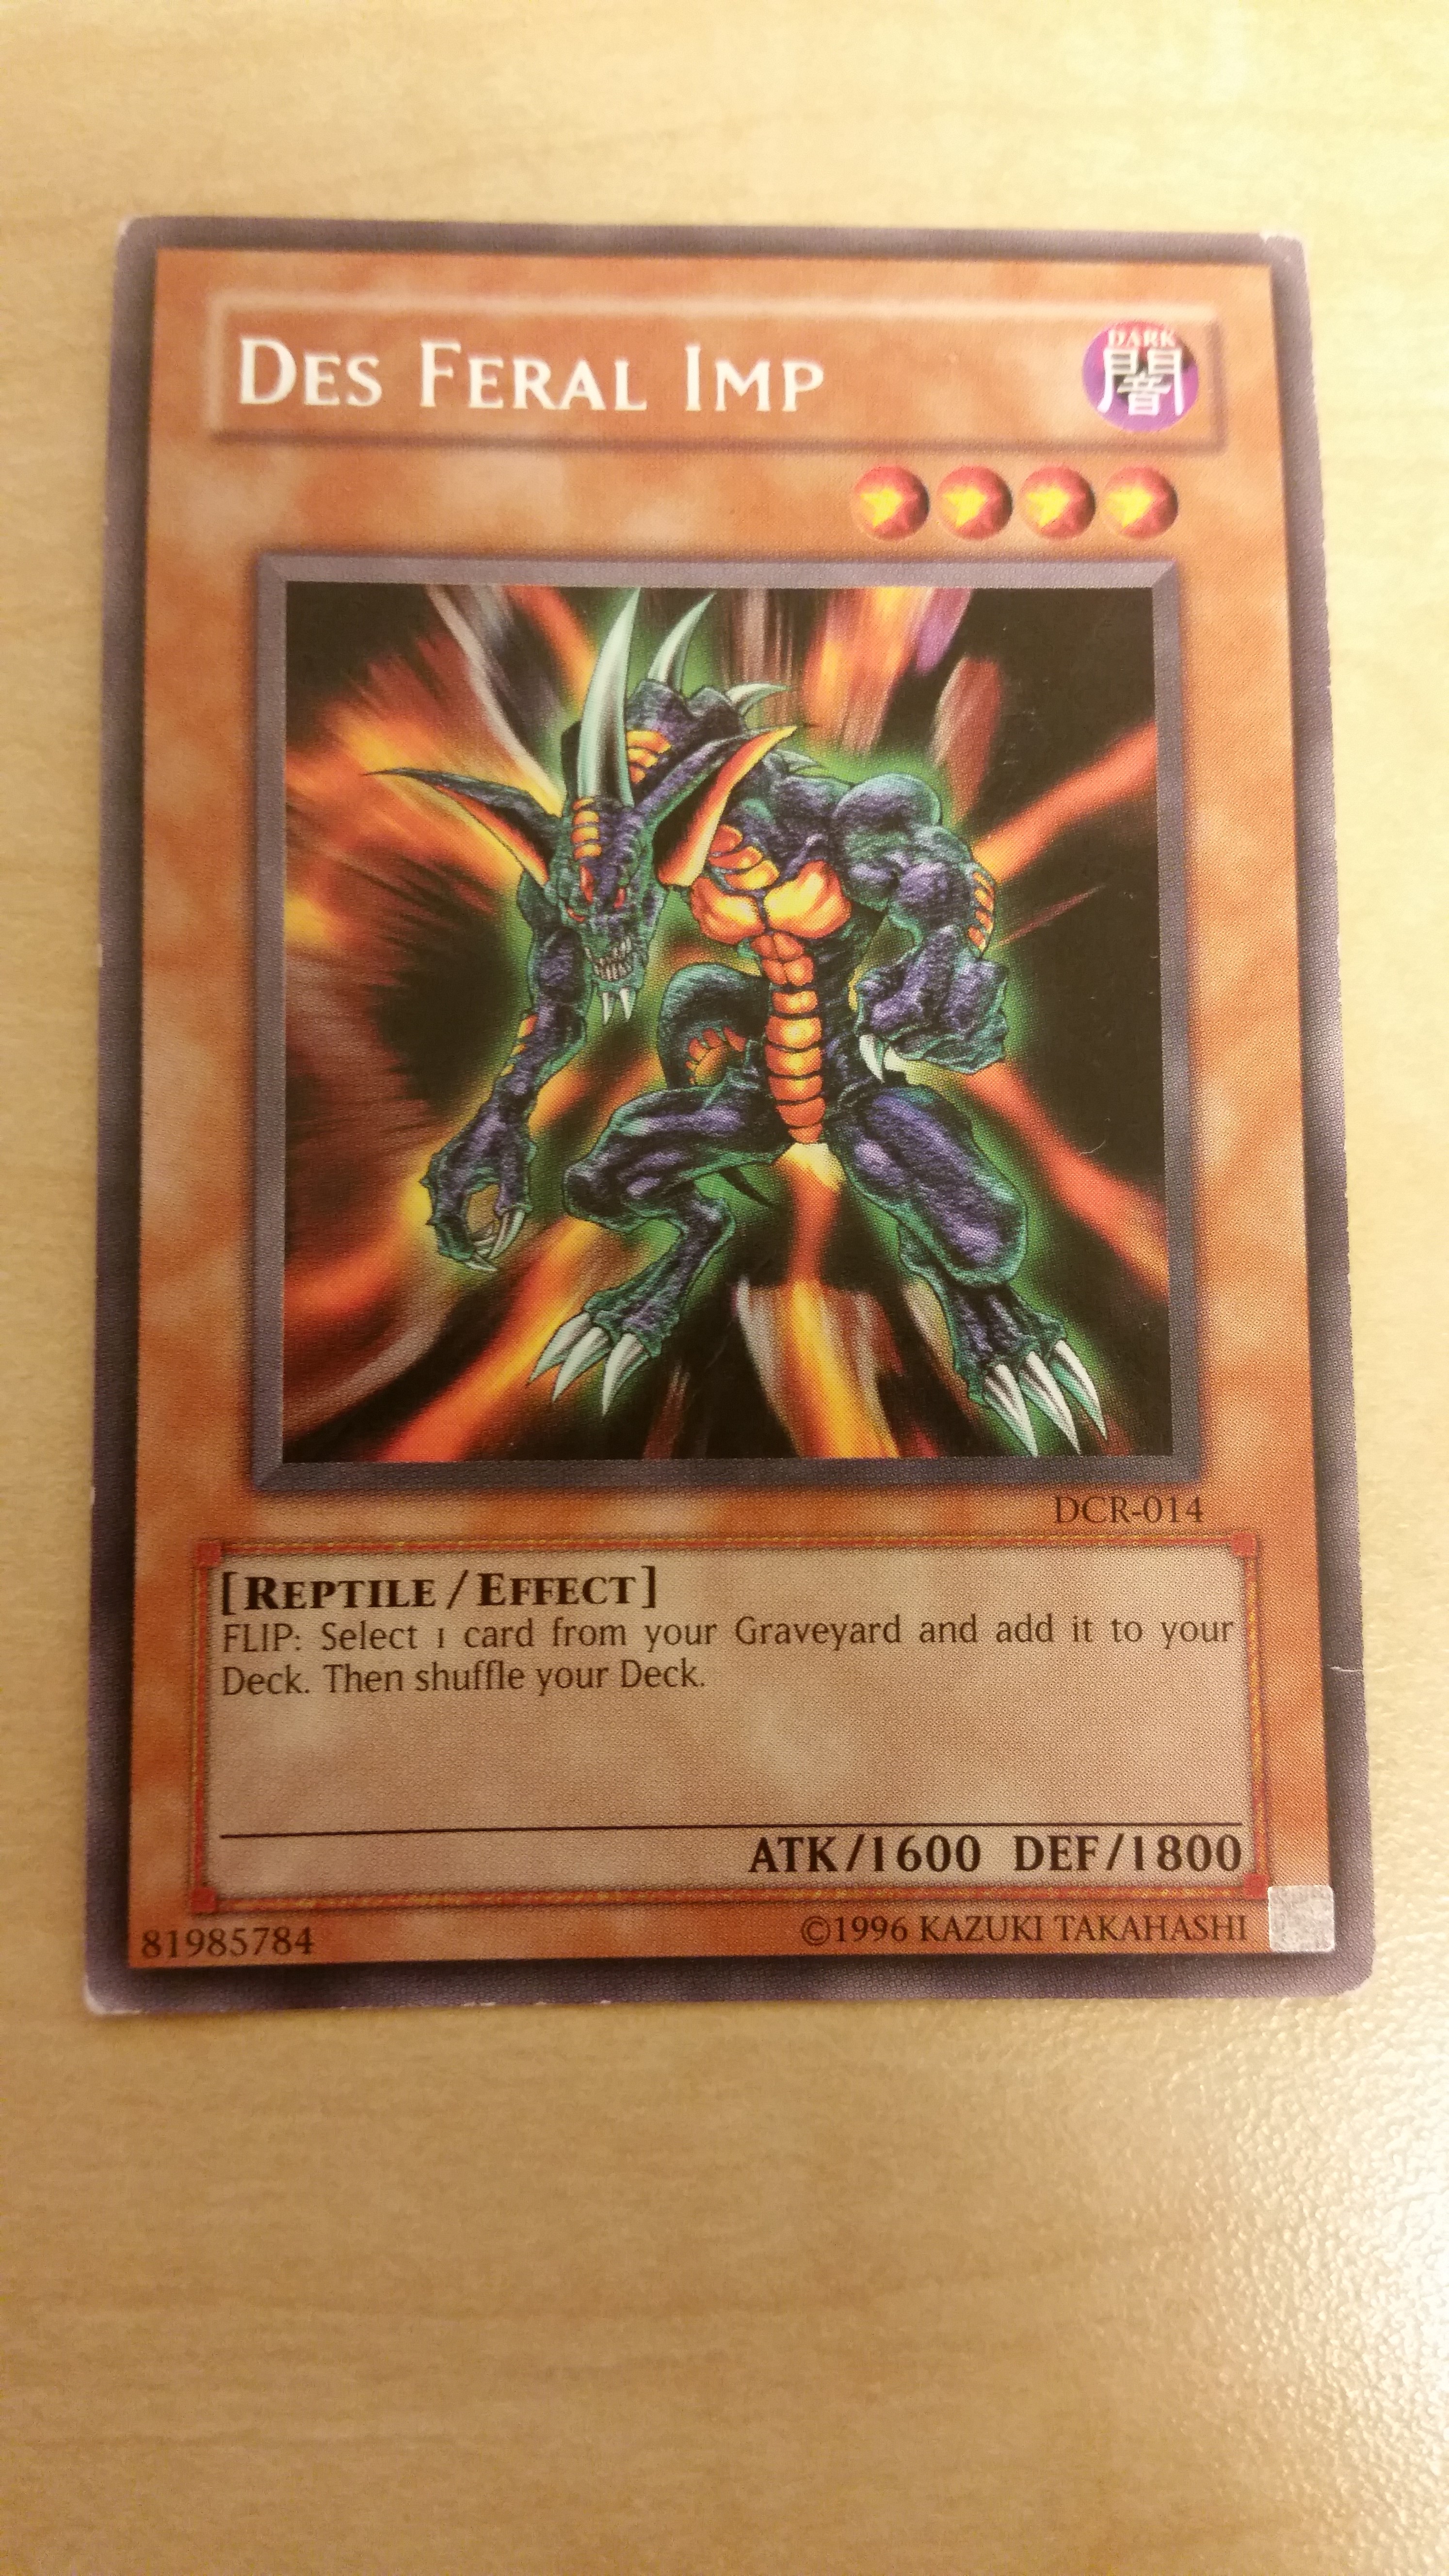 DES FERAL IMP
DARK
闇
DCR-014
[REPTILE / EFFECT]
FLIP: Select 1 card from your Graveyard and add it to your
Deck. Then shuffle your Deck.
ATK/1600 DEF/1800
81985784
©1996 KAZUKI TAKAHASHI